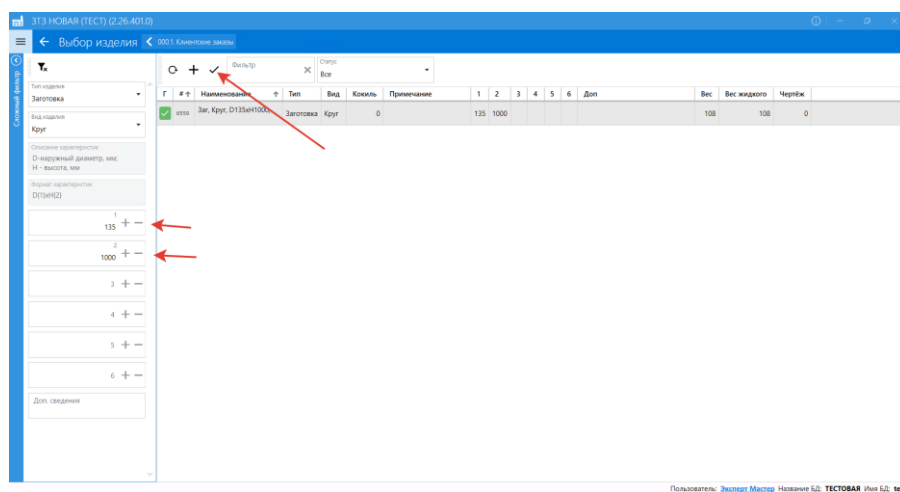 ЗТЗ НОВАЯ (ТЕСТ) (2.26.401.0)
Выбор изделия
000.1 Клиентские заказы
Сложный фильтр
Тип изделия
Заготовка
Вид изделия
Круг
Описание характеристик
D-наружный диаметр, мм;
H - высота, мм
Формат характеристик
D(1)xH(2)
1
135
2
1000
3
4
5
6
Доп. сведения
Фильтр
Статус
Все
Г # Наименование Тип Вид Кокиль Примечание 1 2 3 4 5 6 Доп Вес Вес жидкого Чертёж
8559 Заг, Круг, D135xH1000, Заготовка Круг 0 135 1000 108 108 0
Пользователь: Эксперт Мастер Название БД: ТЕСТОВАЯ Имя БД: te